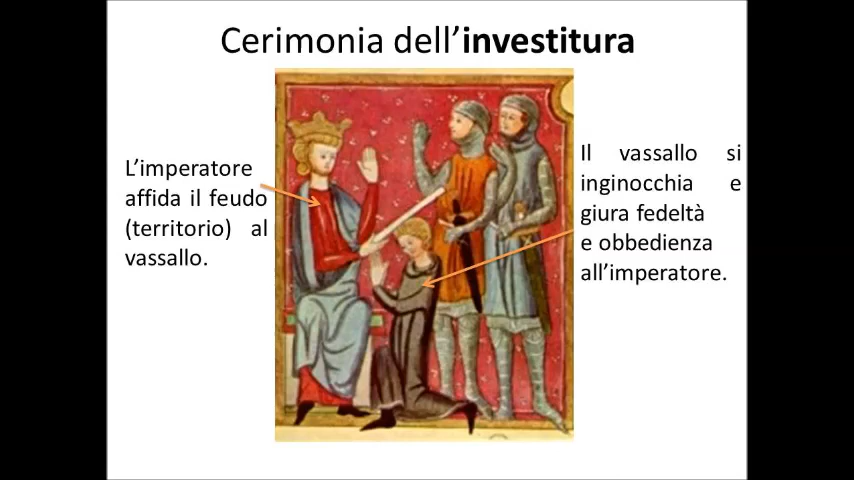 Cerimonia dell’investitura
L’imperatore
affida il feudo
(territorio) al
vassallo.
Il vassallo si
inginocchia e
giura fedeltà
e obbedienza
all’imperatore.